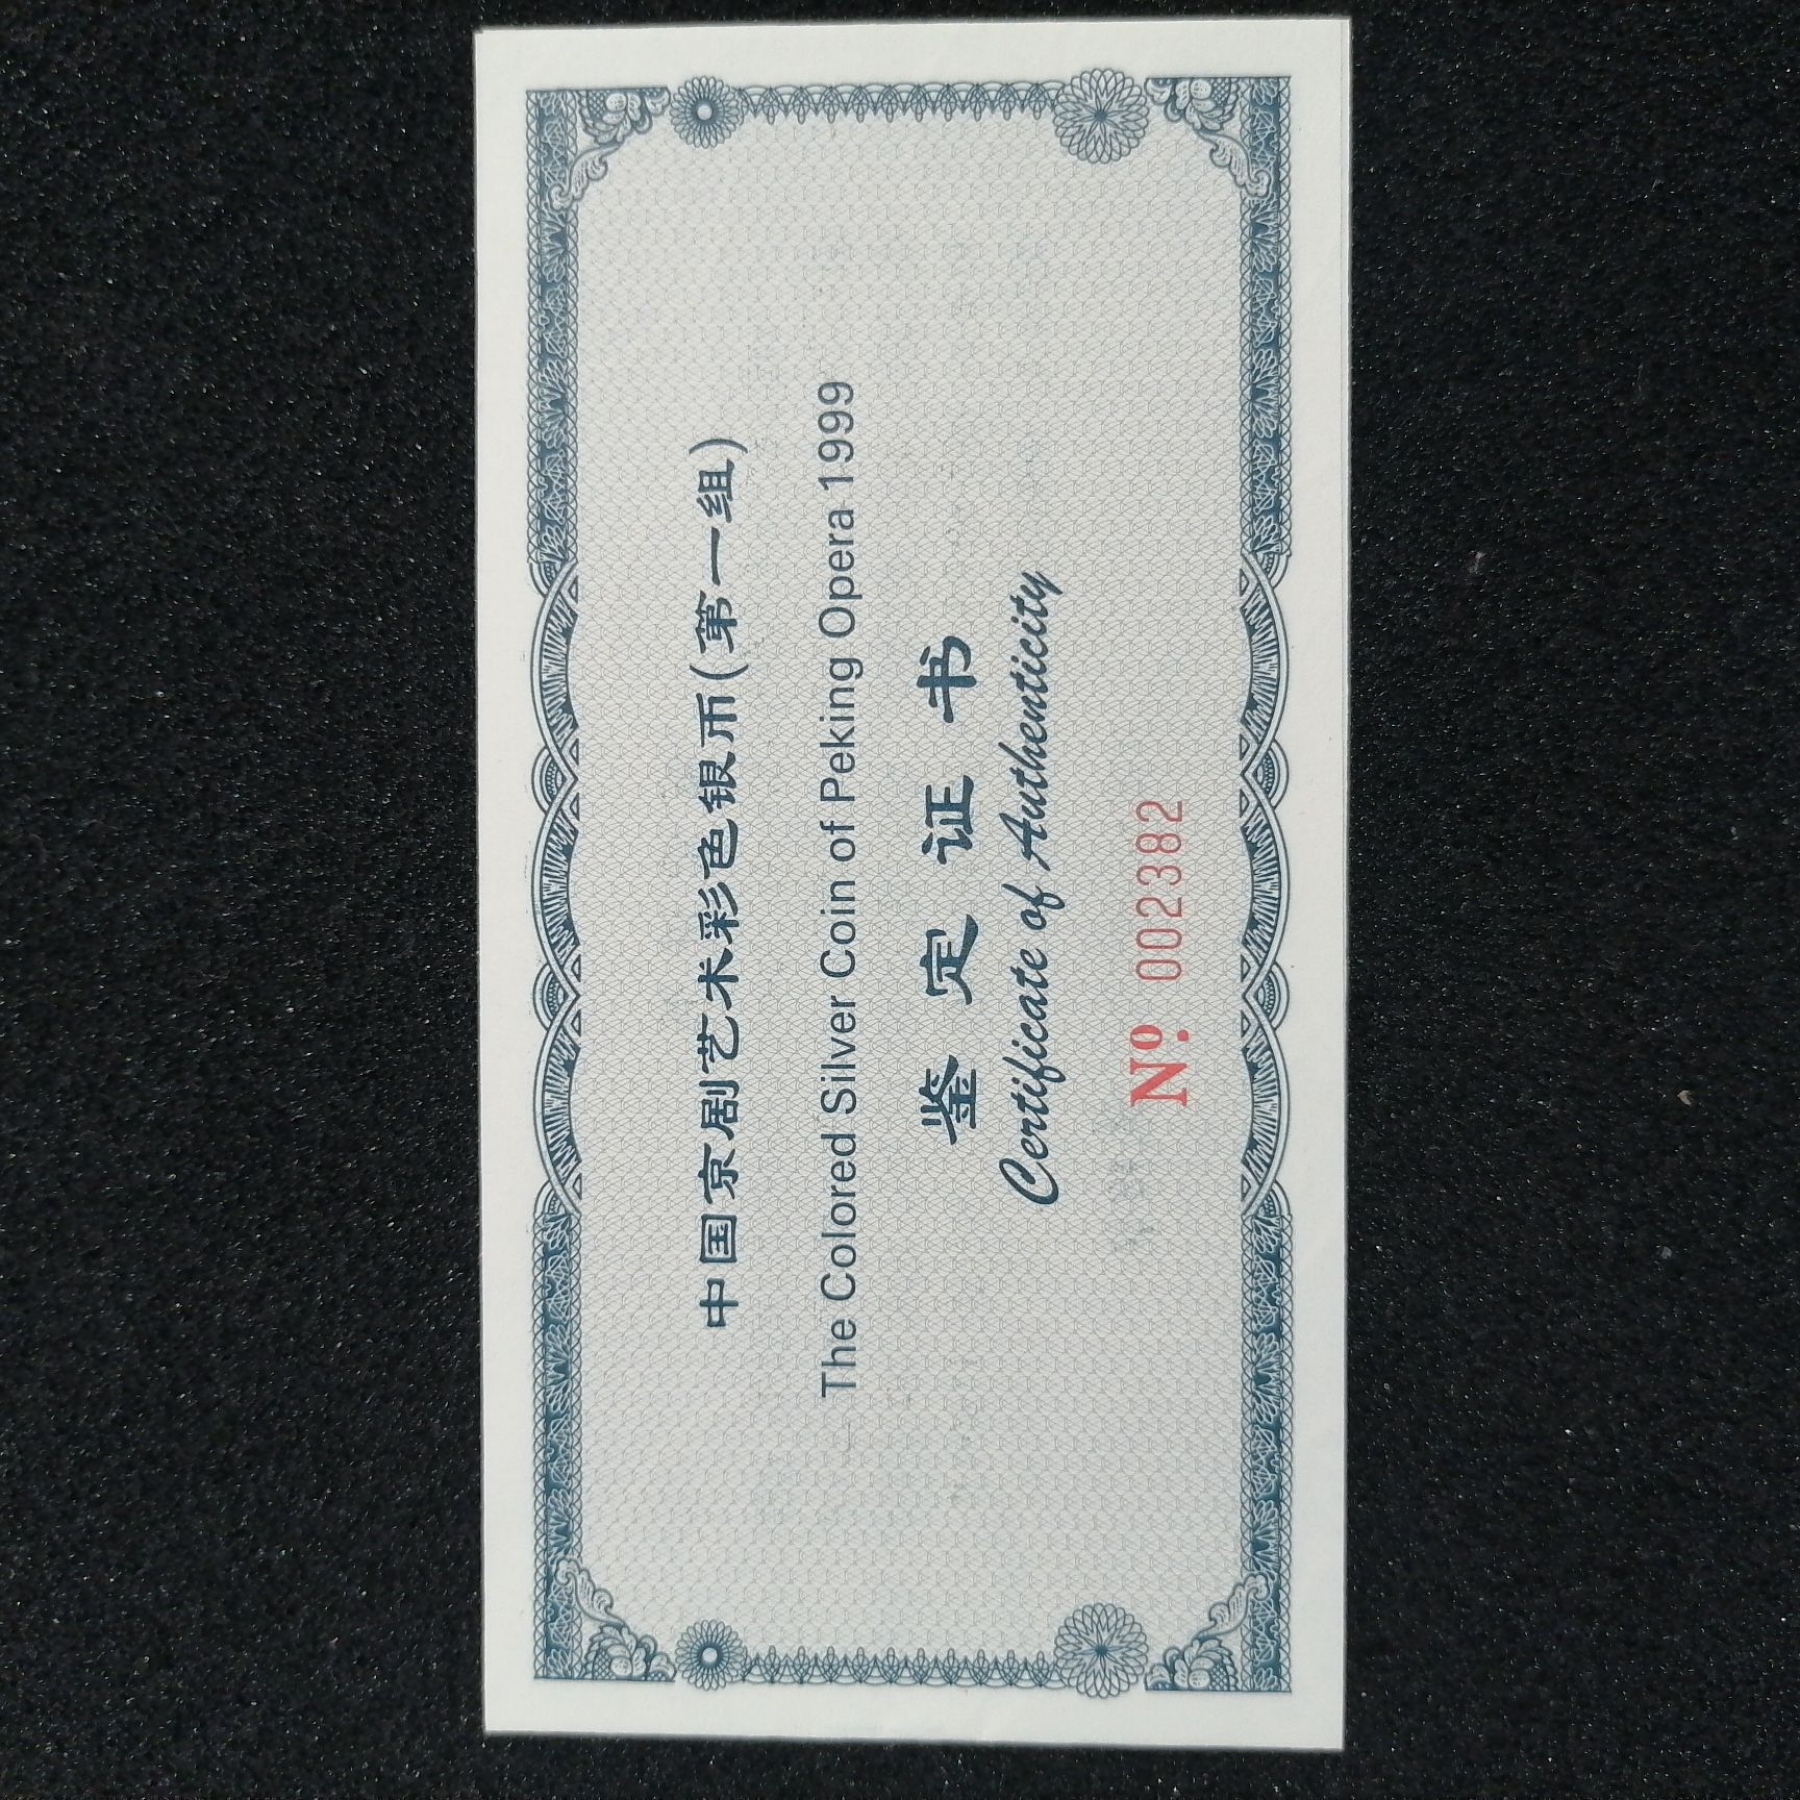 中国京剧艺术彩色银币(第一组)
The Colored Silver Coin of Peking Opera 1999
鉴定证书
Certificate of Authenticity
Nº. 002382